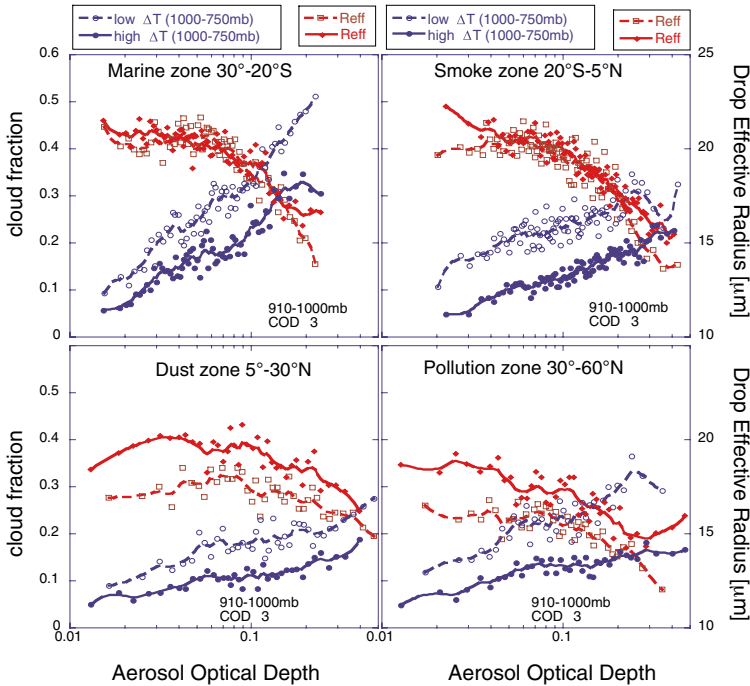 low ΔT (1000-750mb)
high ΔT (1000-750mb)
Reff
Reff
low ΔT (1000-750mb)
high ΔT (1000-750mb)
Reff
Reff
0.6
0.5
0.4
0.3
0.2
0.1
0
cloud fraction
Marine zone 30°-20°S
910-1000mb
COD 3
Smoke zone 20°S-5°N
910-1000mb
COD 3
25
20
15
10
Drop Effective Radius [µm]
0.5
0.4
0.3
0.2
0.1
0
cloud fraction
Dust zone 5°-30°N
910-1000mb
COD 3
Pollution zone 30°-60°N
910-1000mb
COD 3
20
15
10
Drop Effective Radius [µm]
0.01
0.1
0.01
0.1
Aerosol Optical Depth
Aerosol Optical Depth